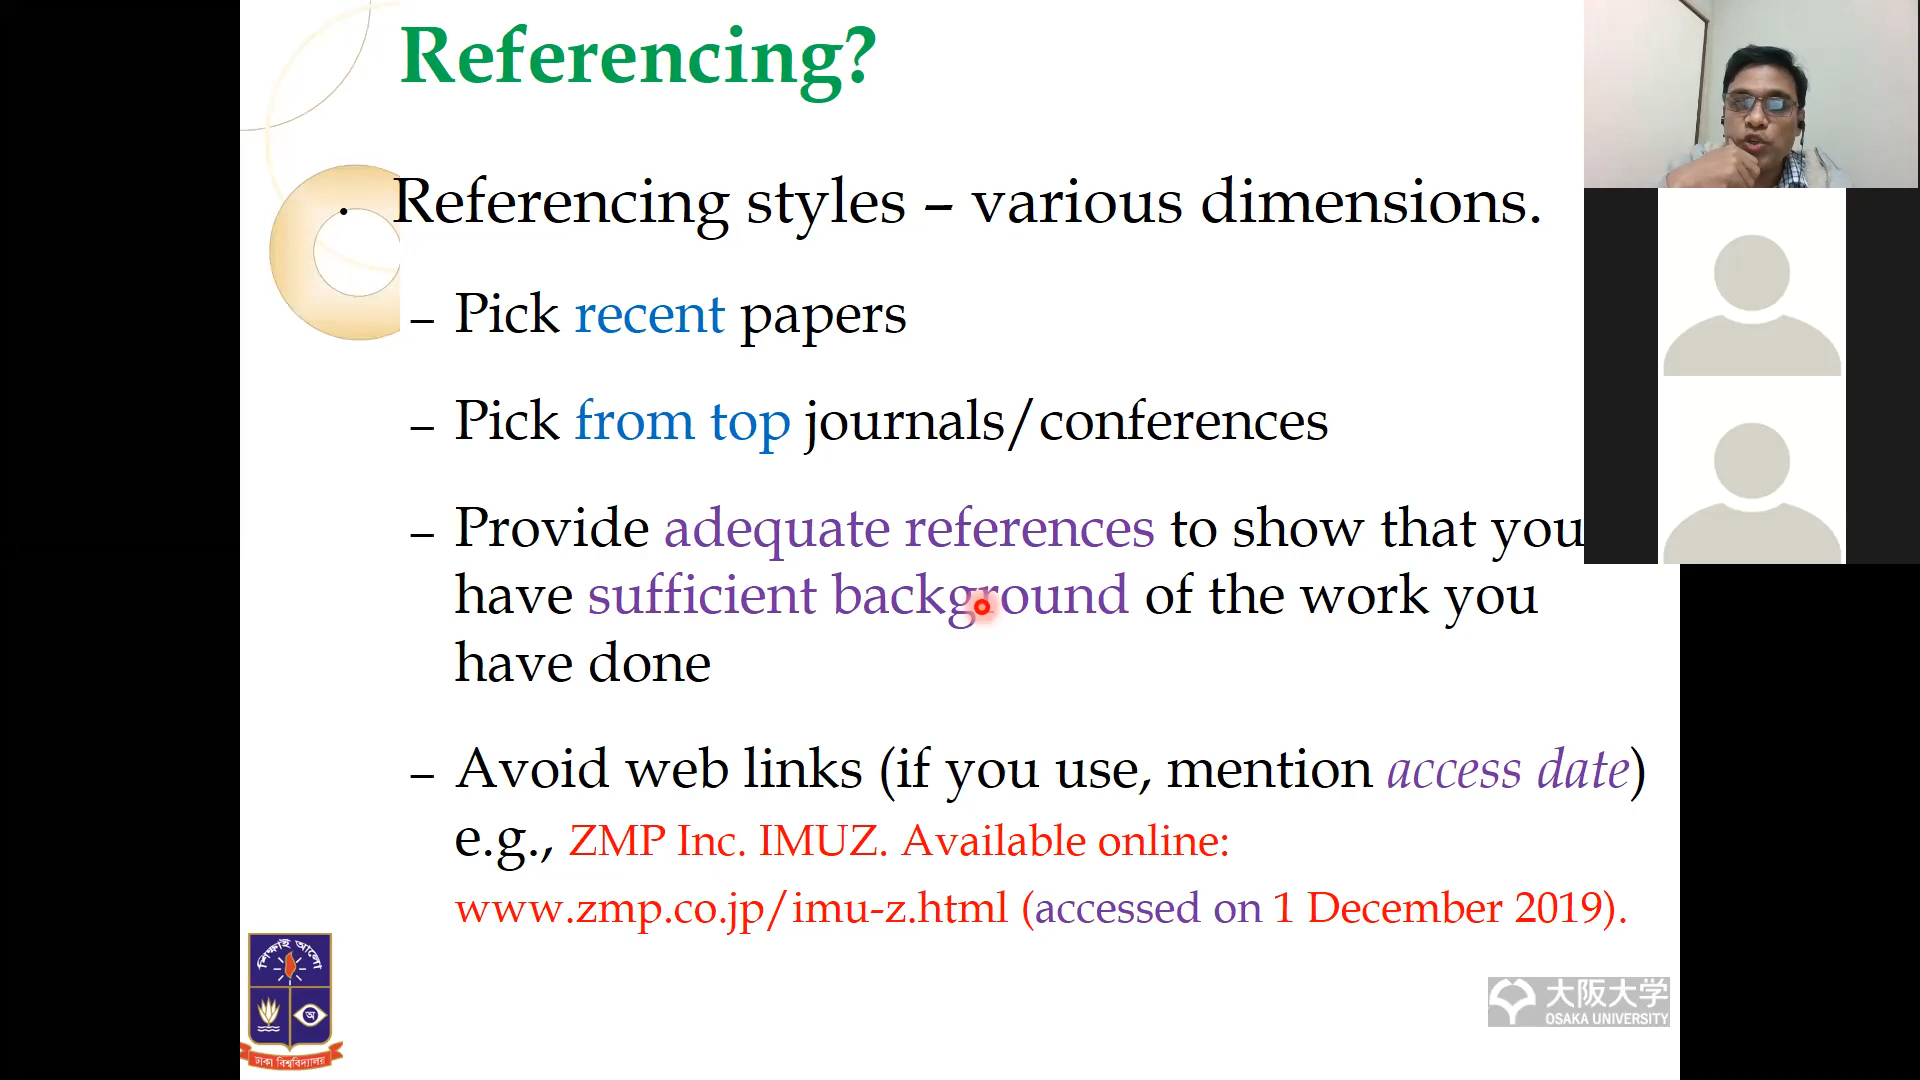 Referencing?
• Referencing styles – various dimensions.
– Pick recent papers
– Pick from top journals/conferences
– Provide adequate references to show that you
have sufficient background of the work you
have done
– Avoid web links (if you use, mention access date)
e.g., ZMP Inc. IMUZ. Available online:
www.zmp.co.jp/imu-z.html (accessed on 1 December 2019).
শিক্ষাই আলো
অ
ঢাকা বিশ্ববিদ্যালয়
大阪大学
OSAKA UNIVERSITY